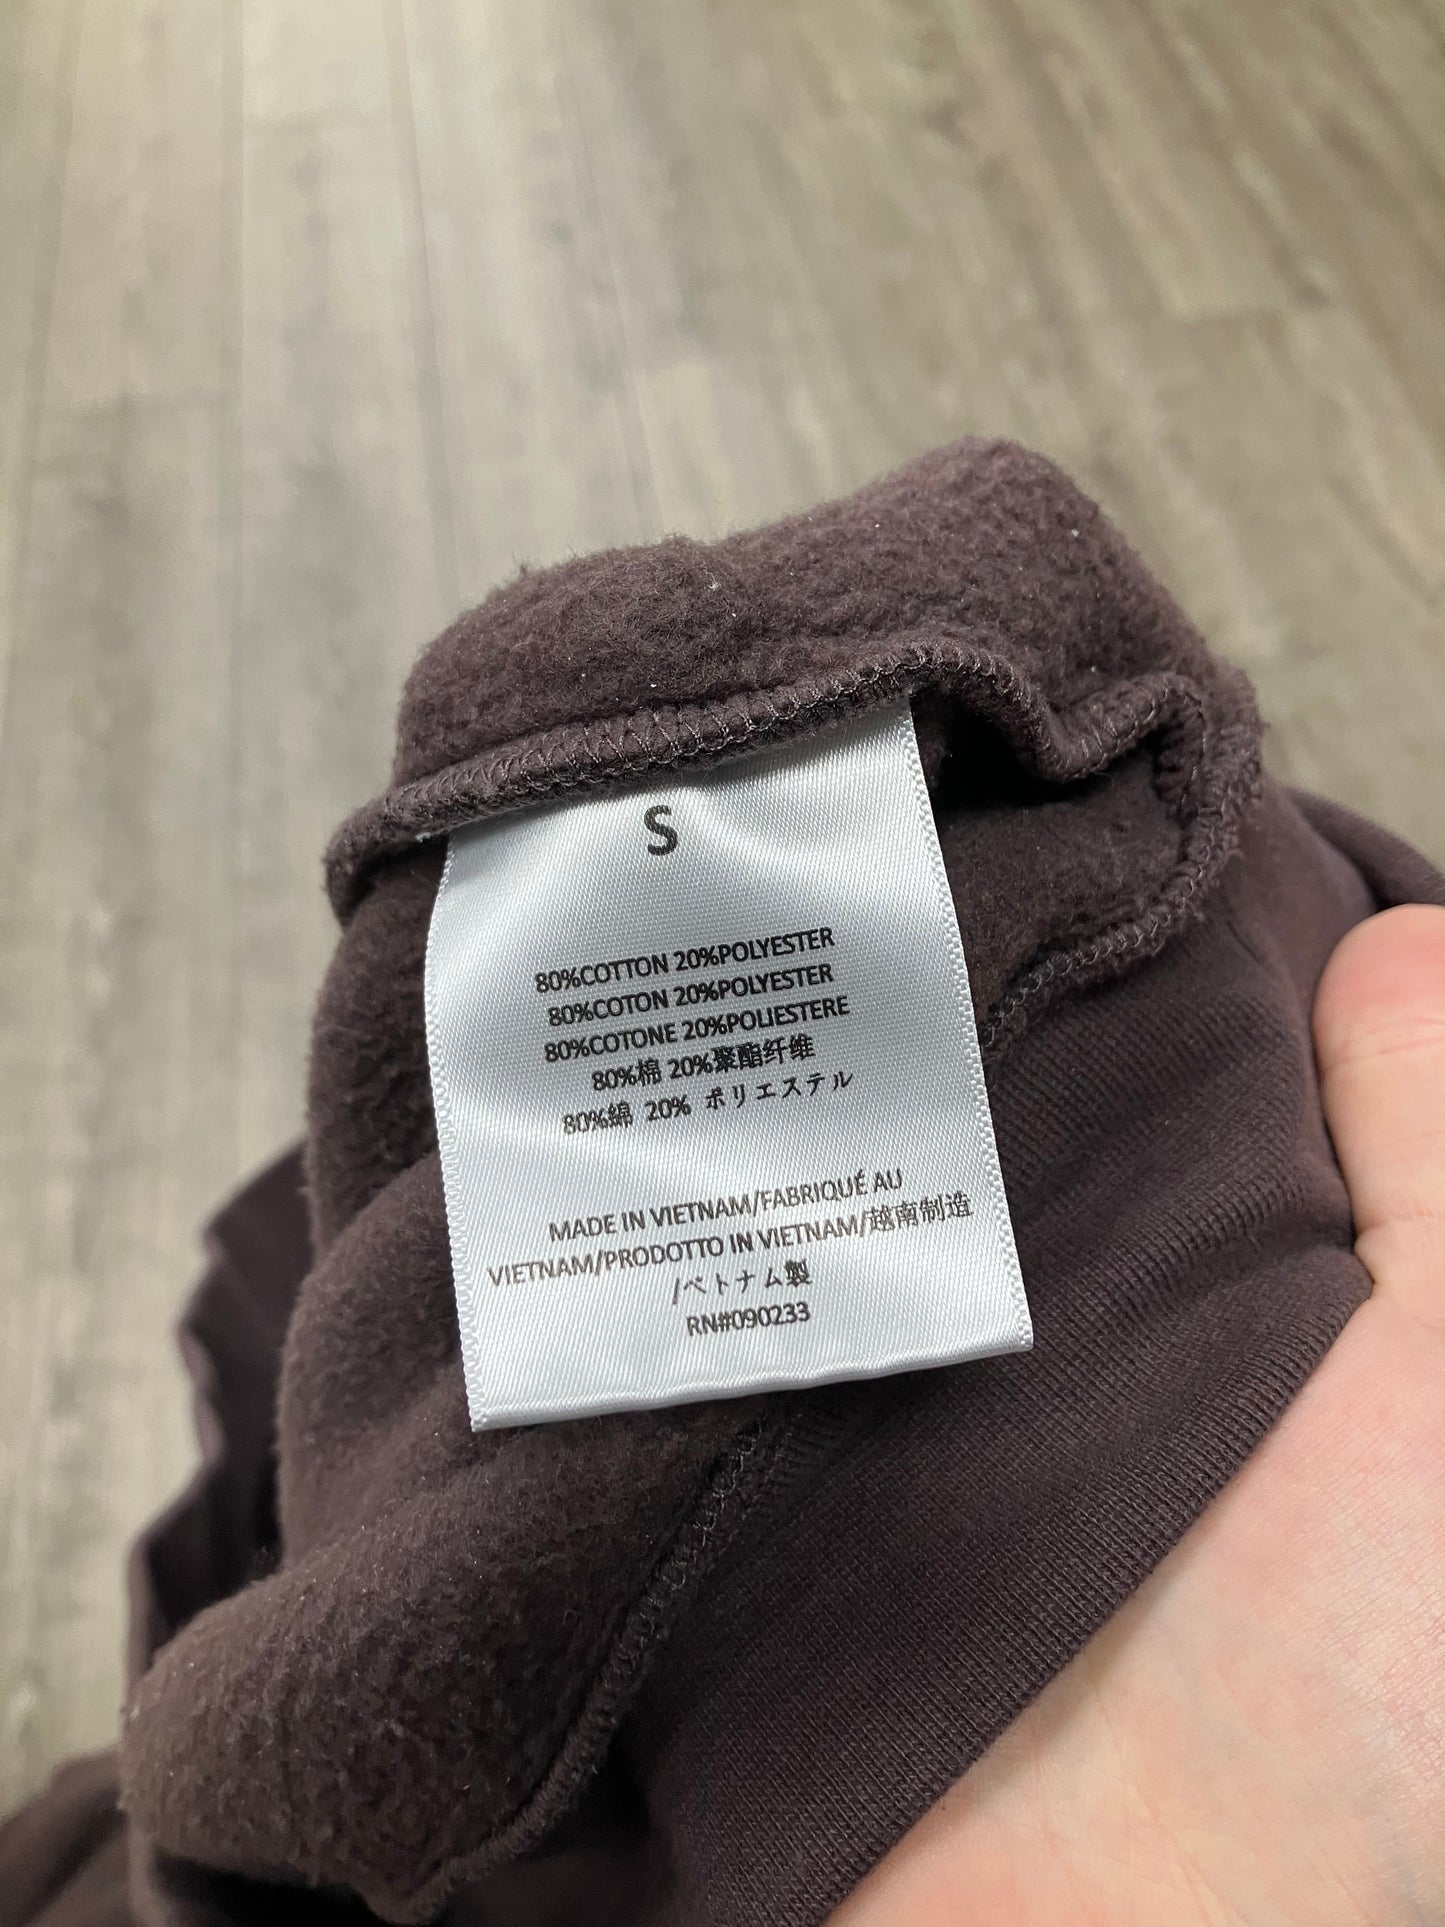 S
80%COTTON 20%POLYESTER
80%COTON 20%POLYESTER
80%COTONE 20%POLIESTERE
80%棉 20%聚酯纤维
80%綿 20% ポリエステル
MADE IN VIETNAM/FABRIQUÉ AU
VIETNAM/PRODOTTO IN VIETNAM/越南制造
/ベトナム製
RN#090233